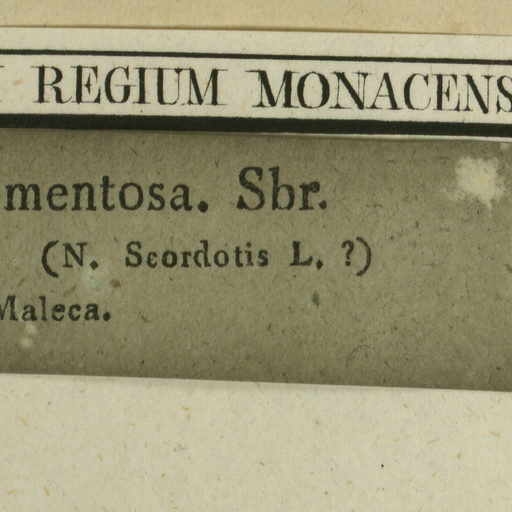 REGIUM MONACENS
mentosa. Sbr.
(N. Scordotis L. ?)
Maleca.